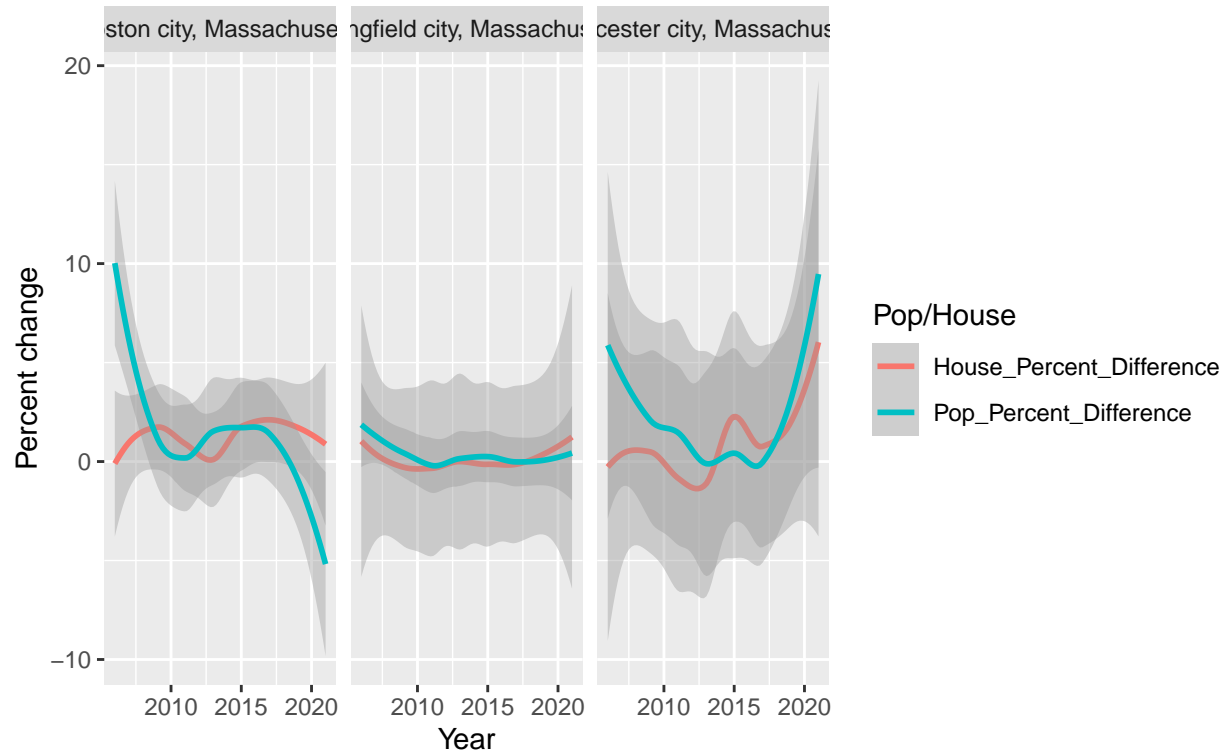 ston city, Massachuse
ngfield city, Massachus
cester city, Massachus
20
10
0
−10
Percent change
2010 2015 2020
2010 2015 2020
2010 2015 2020
Year
Pop/House
House_Percent_Difference
Pop_Percent_Difference